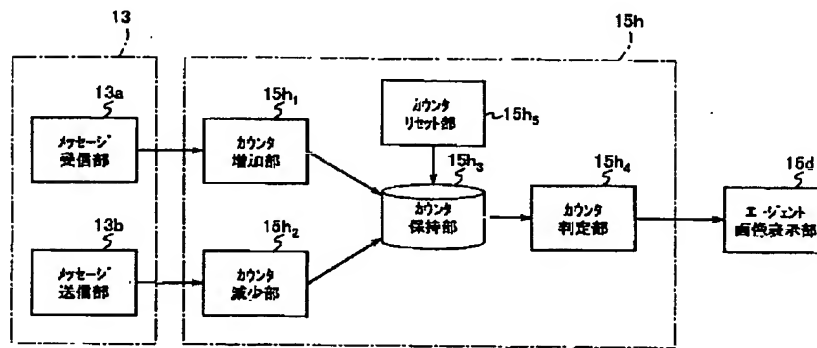 13
15h
13a
メッセージ
受信部
15h1
カウンタ
増加部
カウンタ
リセット部
15h5
15h3
カウンタ
保持部
15h4
カウンタ
判定部
16d
エージェント
画像表示部
13b
メッセージ
送信部
15h2
カウンタ
減少部